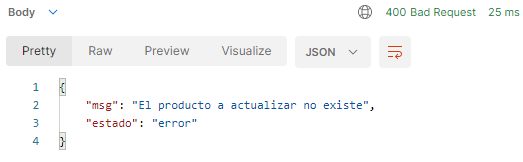 Body 400 Bad Request 25 ms
Pretty Raw Preview Visualize JSON
1 {
2 "msg": "El producto a actualizar no existe",
3 "estado": "error"
4 }